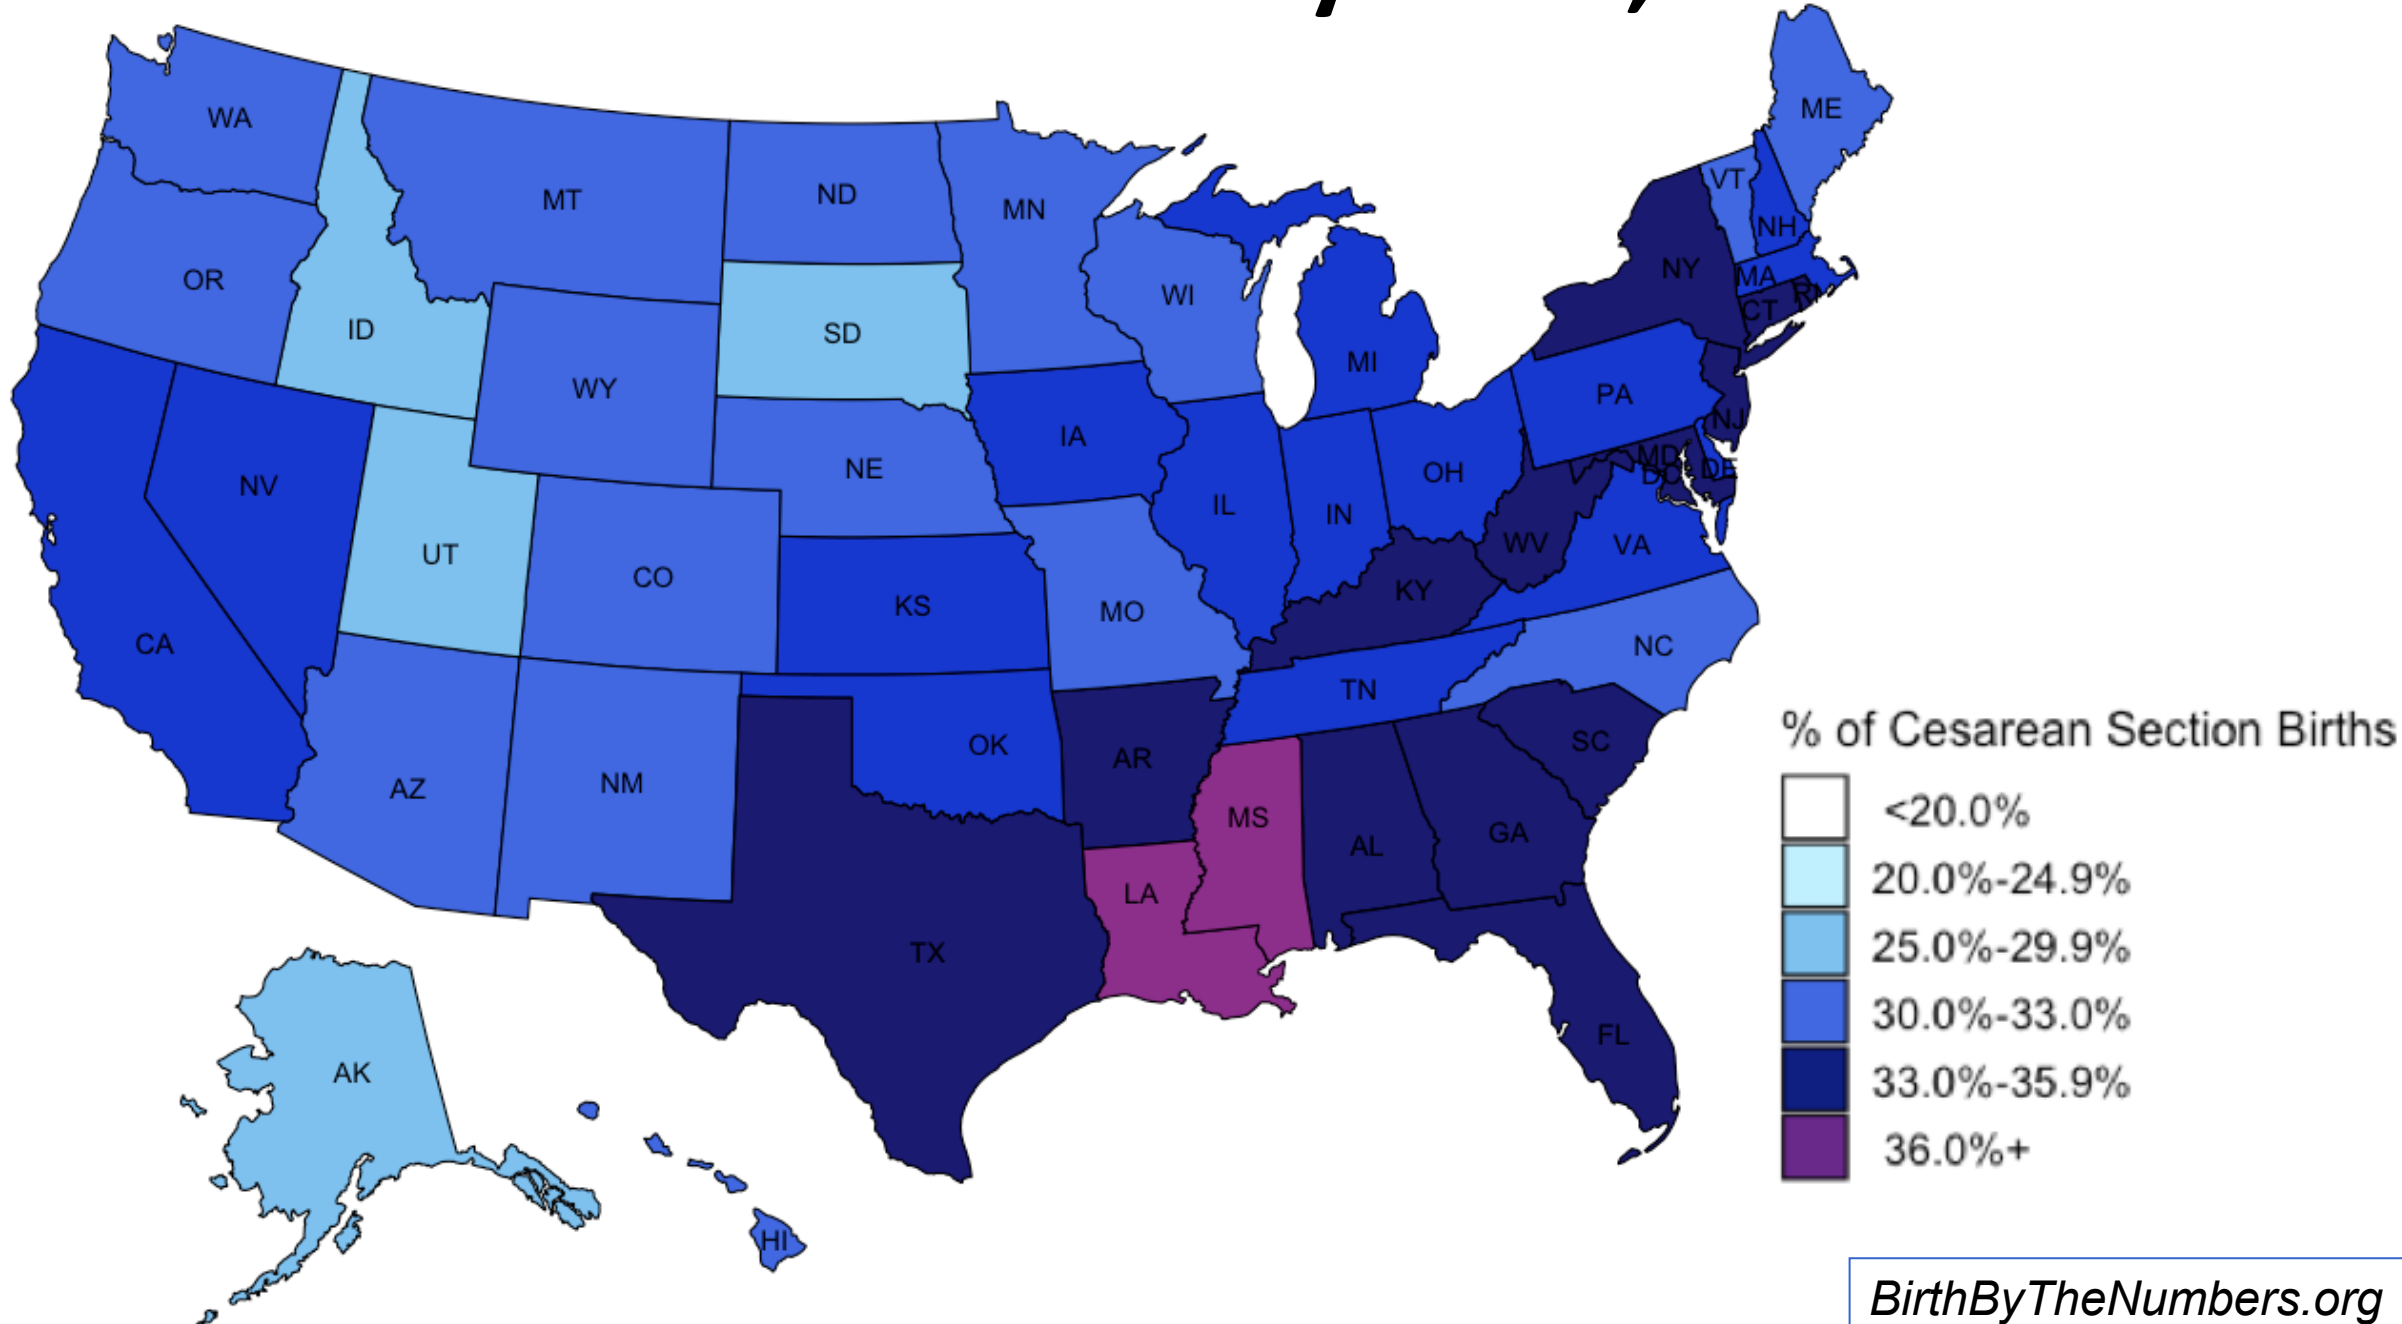 WA
MT
ND
MN
ME
VT
NH
OR
ID
SD
WI
NY
MA
RI
CT
WY
MI
PA
NJ
NV
NE
IA
OH
MD
DE
DC
UT
CO
IL
IN
WV
VA
CA
KS
MO
KY
NC
TN
OK
AR
SC
AZ
NM
MS
AL
GA
LA
TX
FL
AK
HI
% of Cesarean Section Births
<20.0%
20.0%-24.9%
25.0%-29.9%
30.0%-33.0%
33.0%-35.9%
36.0%+
BirthByTheNumbers.org